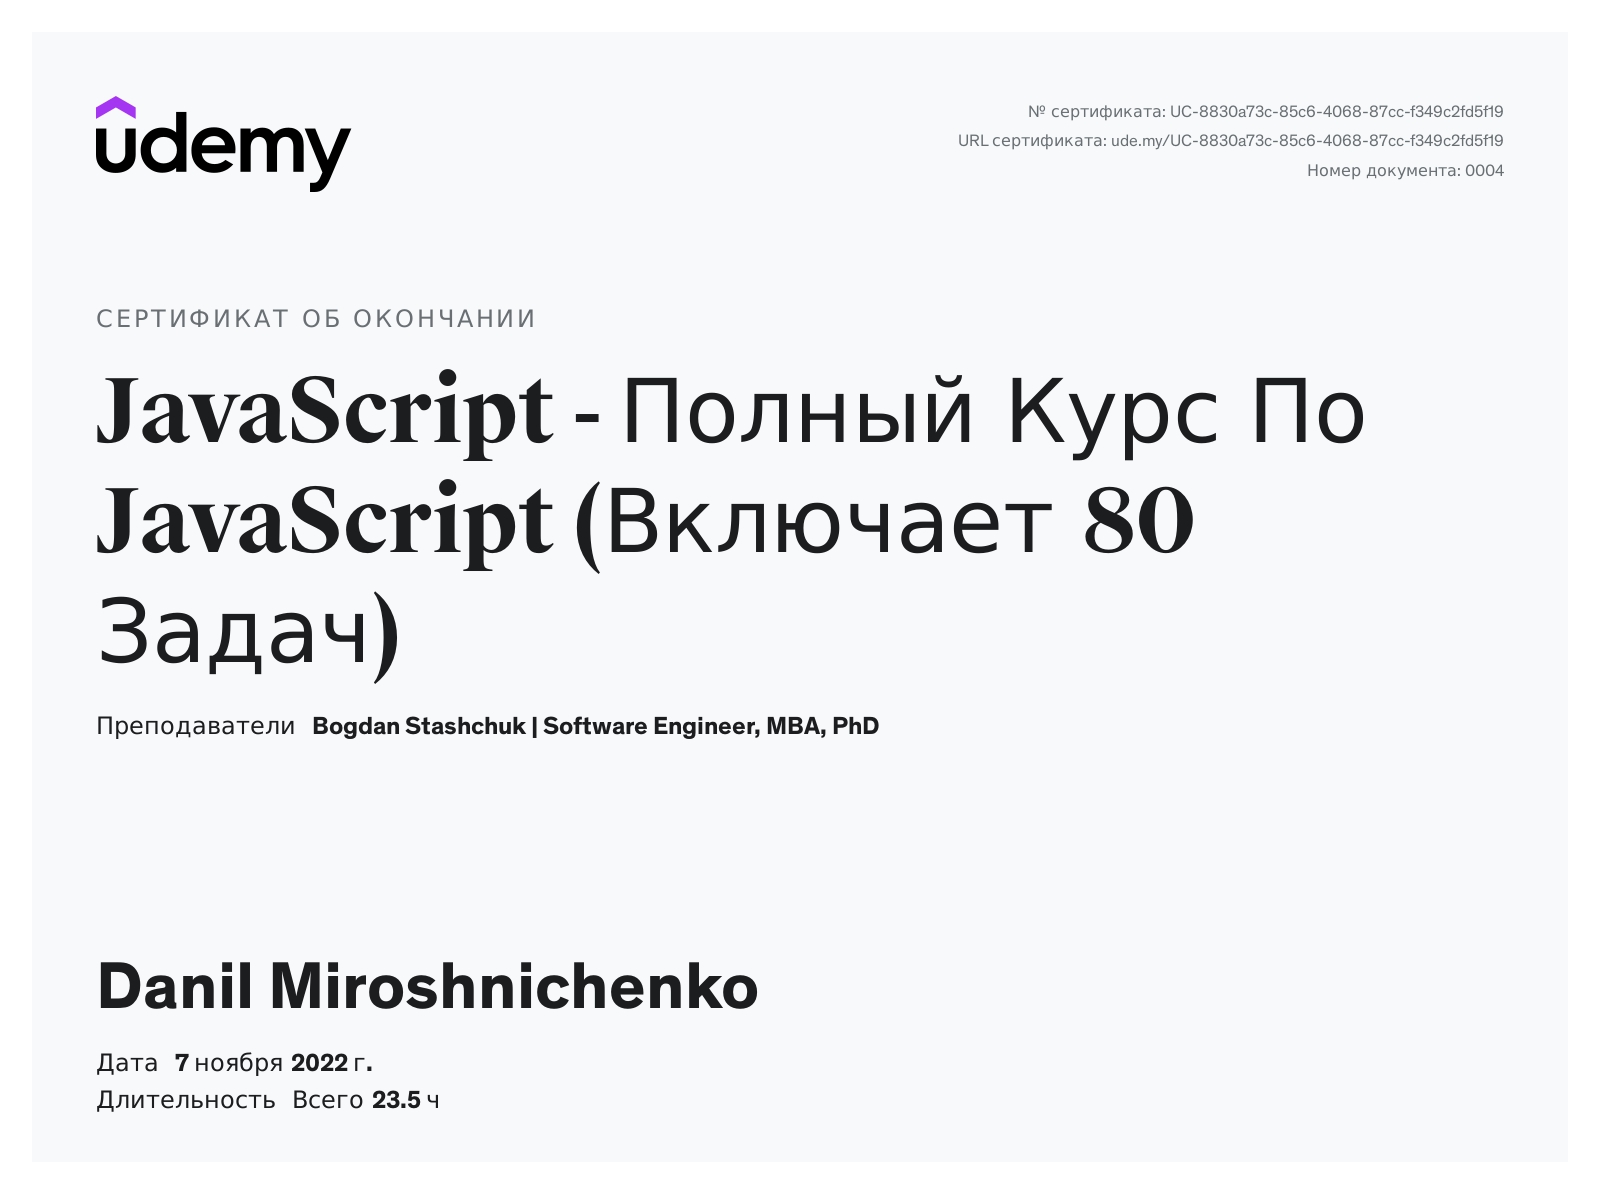 udemy
№ сертификата: UC-8830a73c-85c6-4068-87cc-f349c2fd5f19
URL сертификата: ude.my/UC-8830a73c-85c6-4068-87cc-f349c2fd5f19
Номер документа: 0004
СЕРТИФИКАТ ОБ ОКОНЧАНИИ
JavaScript - Полный Курс По
JavaScript (Включает 80
Задач)
Преподаватели Bogdan Stashchuk | Software Engineer, MBA, PhD
Danil Miroshnichenko
Дата 7 ноября 2022 г.
Длительность Всего 23.5 ч